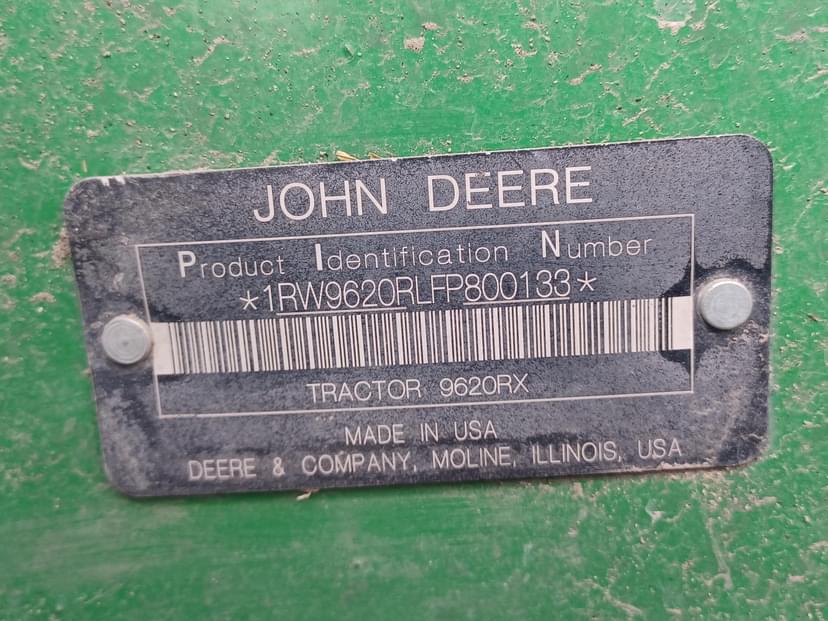 JOHN DEERE
Product Identification Number
*1RW9620RLFP800133*
TRACTOR 9620RX
MADE IN USA
DEERE & COMPANY, MOLINE, ILLINOIS, USA